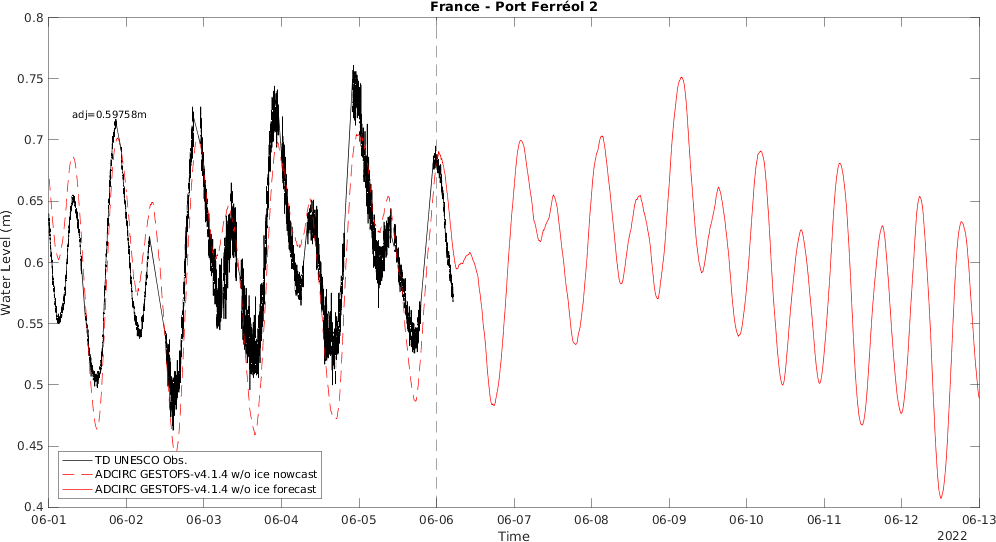 France - Port Ferréol 2
0.8
0.75
0.7
0.65
0.6
0.55
0.5
0.45
0.4
Water Level (m)
adj=0.59758m
TD UNESCO Obs.
ADCIRC GESTOFS-v4.1.4 w/o ice nowcast
ADCIRC GESTOFS-v4.1.4 w/o ice forecast
06-01 06-02 06-03 06-04 06-05 06-06 06-07 06-08 06-09 06-10 06-11 06-12 06-13
Time
2022